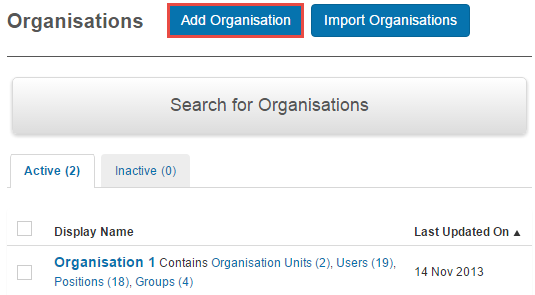 Organisations Add Organisation Import Organisations
Search for Organisations
Active (2) Inactive (0)
Display Name Last Updated On ▲
Organisation 1 Contains Organisation Units (2), Users (19),
Positions (18), Groups (4) 14 Nov 2013